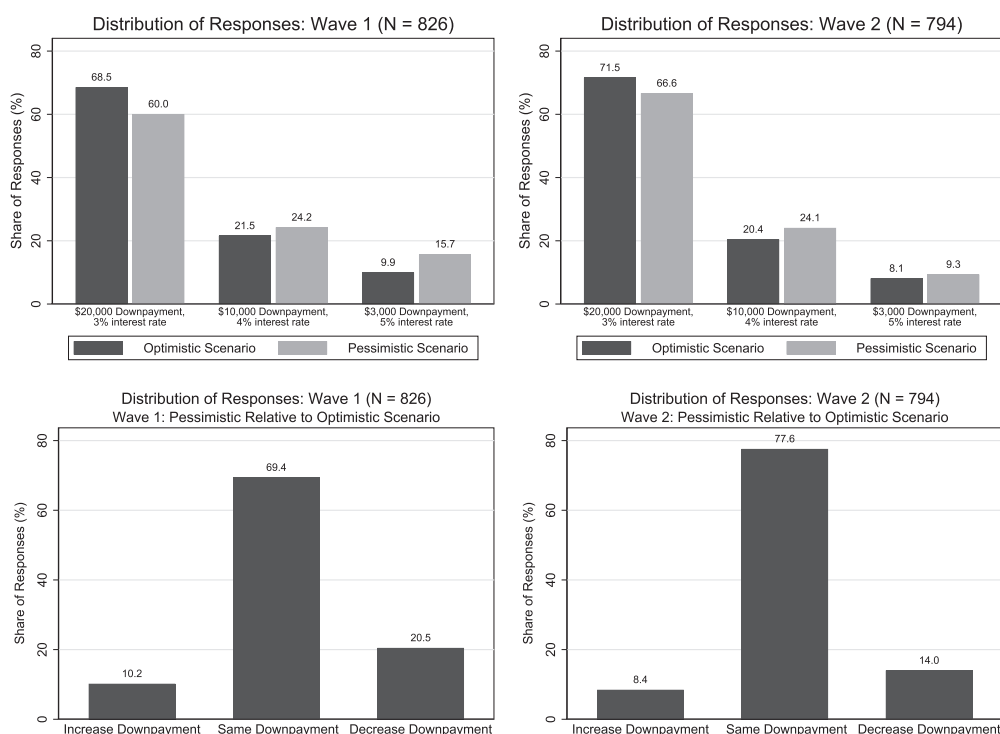 Distribution of Responses: Wave 1 (N = 826)
Share of Responses (%)
80
60
40
20
0
68.5
60.0
21.5
24.2
9.9
15.7
$20,000 Downpayment,
3% interest rate
$10,000 Downpayment,
4% interest rate
$3,000 Downpayment,
5% interest rate
Optimistic Scenario
Pessimistic Scenario
Distribution of Responses: Wave 2 (N = 794)
Share of Responses (%)
80
60
40
20
0
71.5
66.6
20.4
24.1
8.1
9.3
$20,000 Downpayment,
3% interest rate
$10,000 Downpayment,
4% interest rate
$3,000 Downpayment,
5% interest rate
Optimistic Scenario
Pessimistic Scenario
Distribution of Responses: Wave 1 (N = 826)
Wave 1: Pessimistic Relative to Optimistic Scenario
Share of Responses (%)
80
60
40
20
0
10.2
69.4
20.5
Increase Downpayment
Same Downpayment
Decrease Downpayment
Distribution of Responses: Wave 2 (N = 794)
Wave 2: Pessimistic Relative to Optimistic Scenario
Share of Responses (%)
80
60
40
20
0
8.4
77.6
14.0
Increase Downpayment
Same Downpayment
Decrease Downpayment